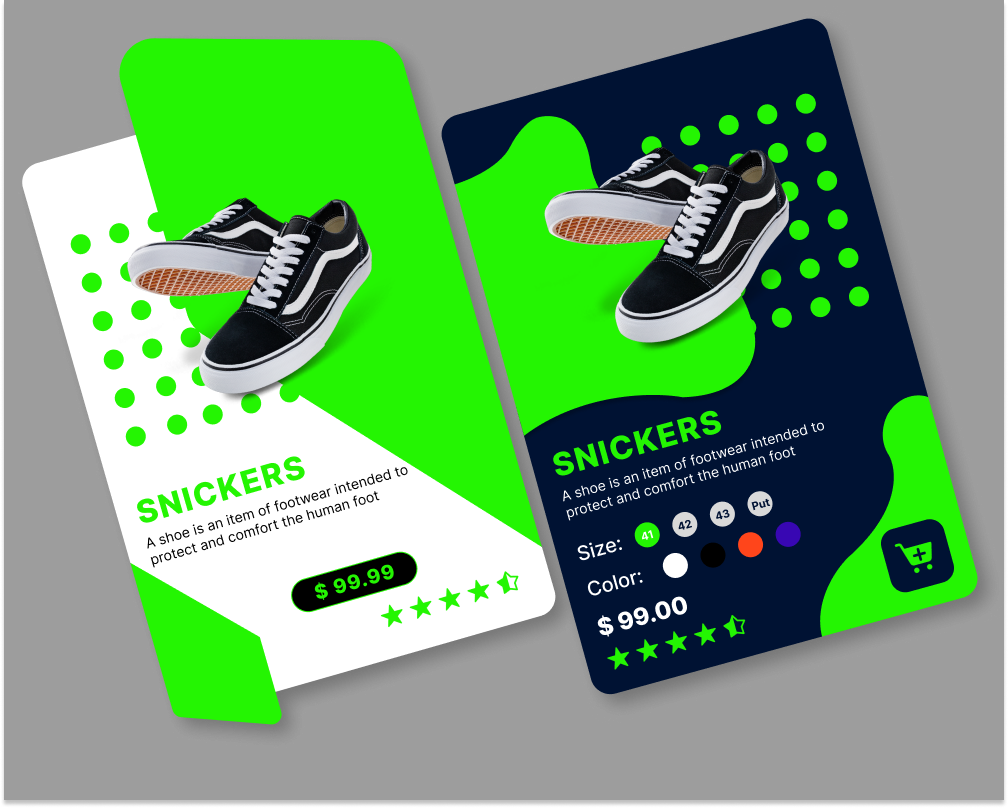 SNICKERS
A shoe is an item of footwear intended to
protect and comfort the human foot
$ 99.99
SNICKERS
A shoe is an item of footwear intended to
protect and comfort the human foot
Size: 41 42 43 Put
Color:
$ 99.00